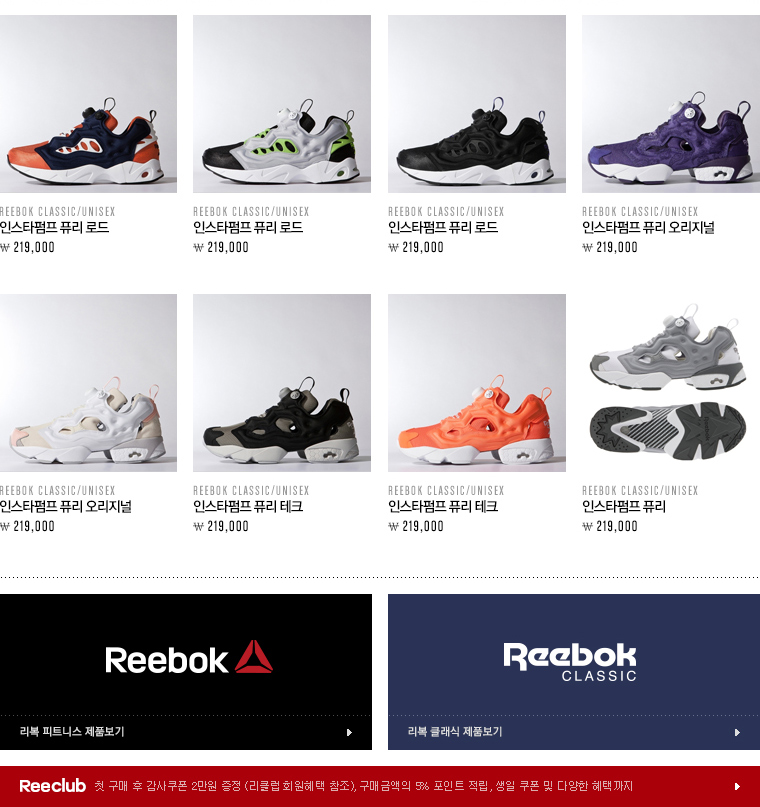 REEBOK CLASSIC/UNISEX
인스타펌프 퓨리 로드
₩ 219,000
REEBOK CLASSIC/UNISEX
인스타펌프 퓨리 로드
₩ 219,000
REEBOK CLASSIC/UNISEX
인스타펌프 퓨리 로드
₩ 219,000
REEBOK CLASSIC/UNISEX
인스타펌프 퓨리 오리지널
₩ 219,000
REEBOK CLASSIC/UNISEX
인스타펌프 퓨리 오리지널
₩ 219,000
REEBOK CLASSIC/UNISEX
인스타펌프 퓨리 테크
₩ 219,000
REEBOK CLASSIC/UNISEX
인스타펌프 퓨리 테크
₩ 219,000
REEBOK CLASSIC/UNISEX
인스타펌프 퓨리
₩ 219,000
Reebok
리복 피트니스 제품보기
Reebok
CLASSIC
리복 클래식 제품보기
Reeclub 첫 구매 후 감사쿠폰 2만원 증정 (리클럽 회원혜택 참조), 구매금액의 5% 포인트 적립, 생일 쿠폰 및 다양한 혜택까지